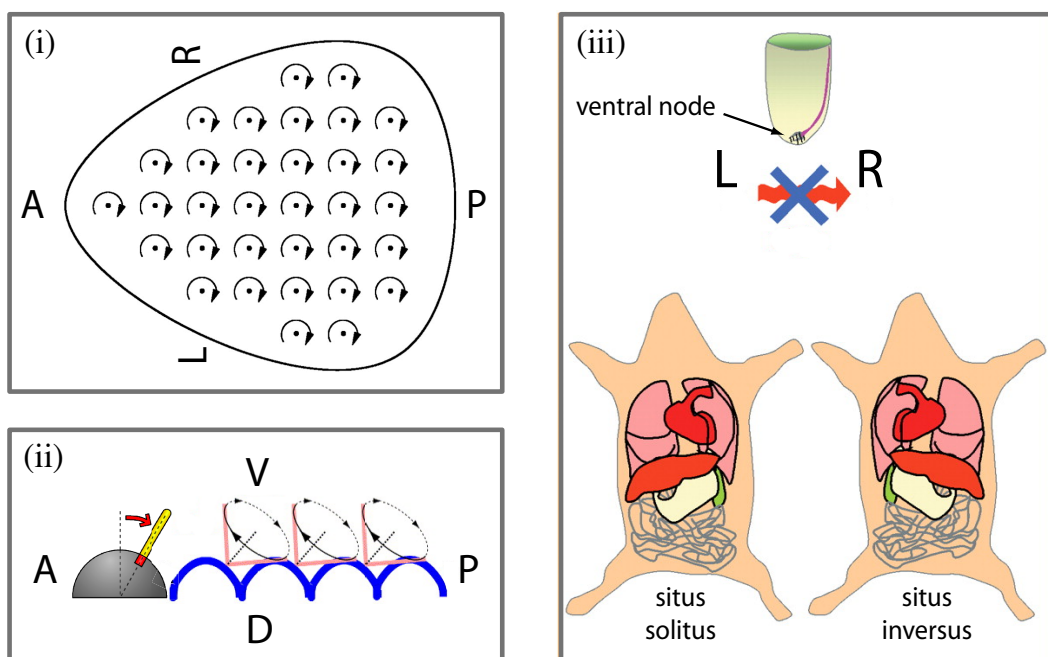 (i)
R
A
P
L
(ii)
V
A
P
D
(iii)
ventral node
L R
situs
solitus
situs
inversus